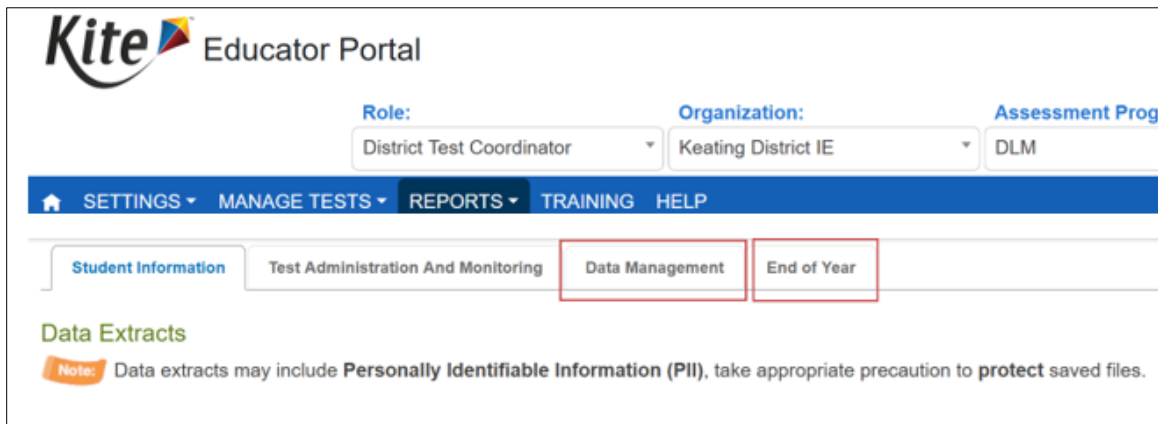 Kite Educator Portal
Role: Organization: Assessment Prog
District Test Coordinator Keating District IE DLM
SETTINGS MANAGE TESTS REPORTS TRAINING HELP
Student Information Test Administration And Monitoring Data Management End of Year
Data Extracts
Note: Data extracts may include Personally Identifiable Information (PII), take appropriate precaution to protect saved files.